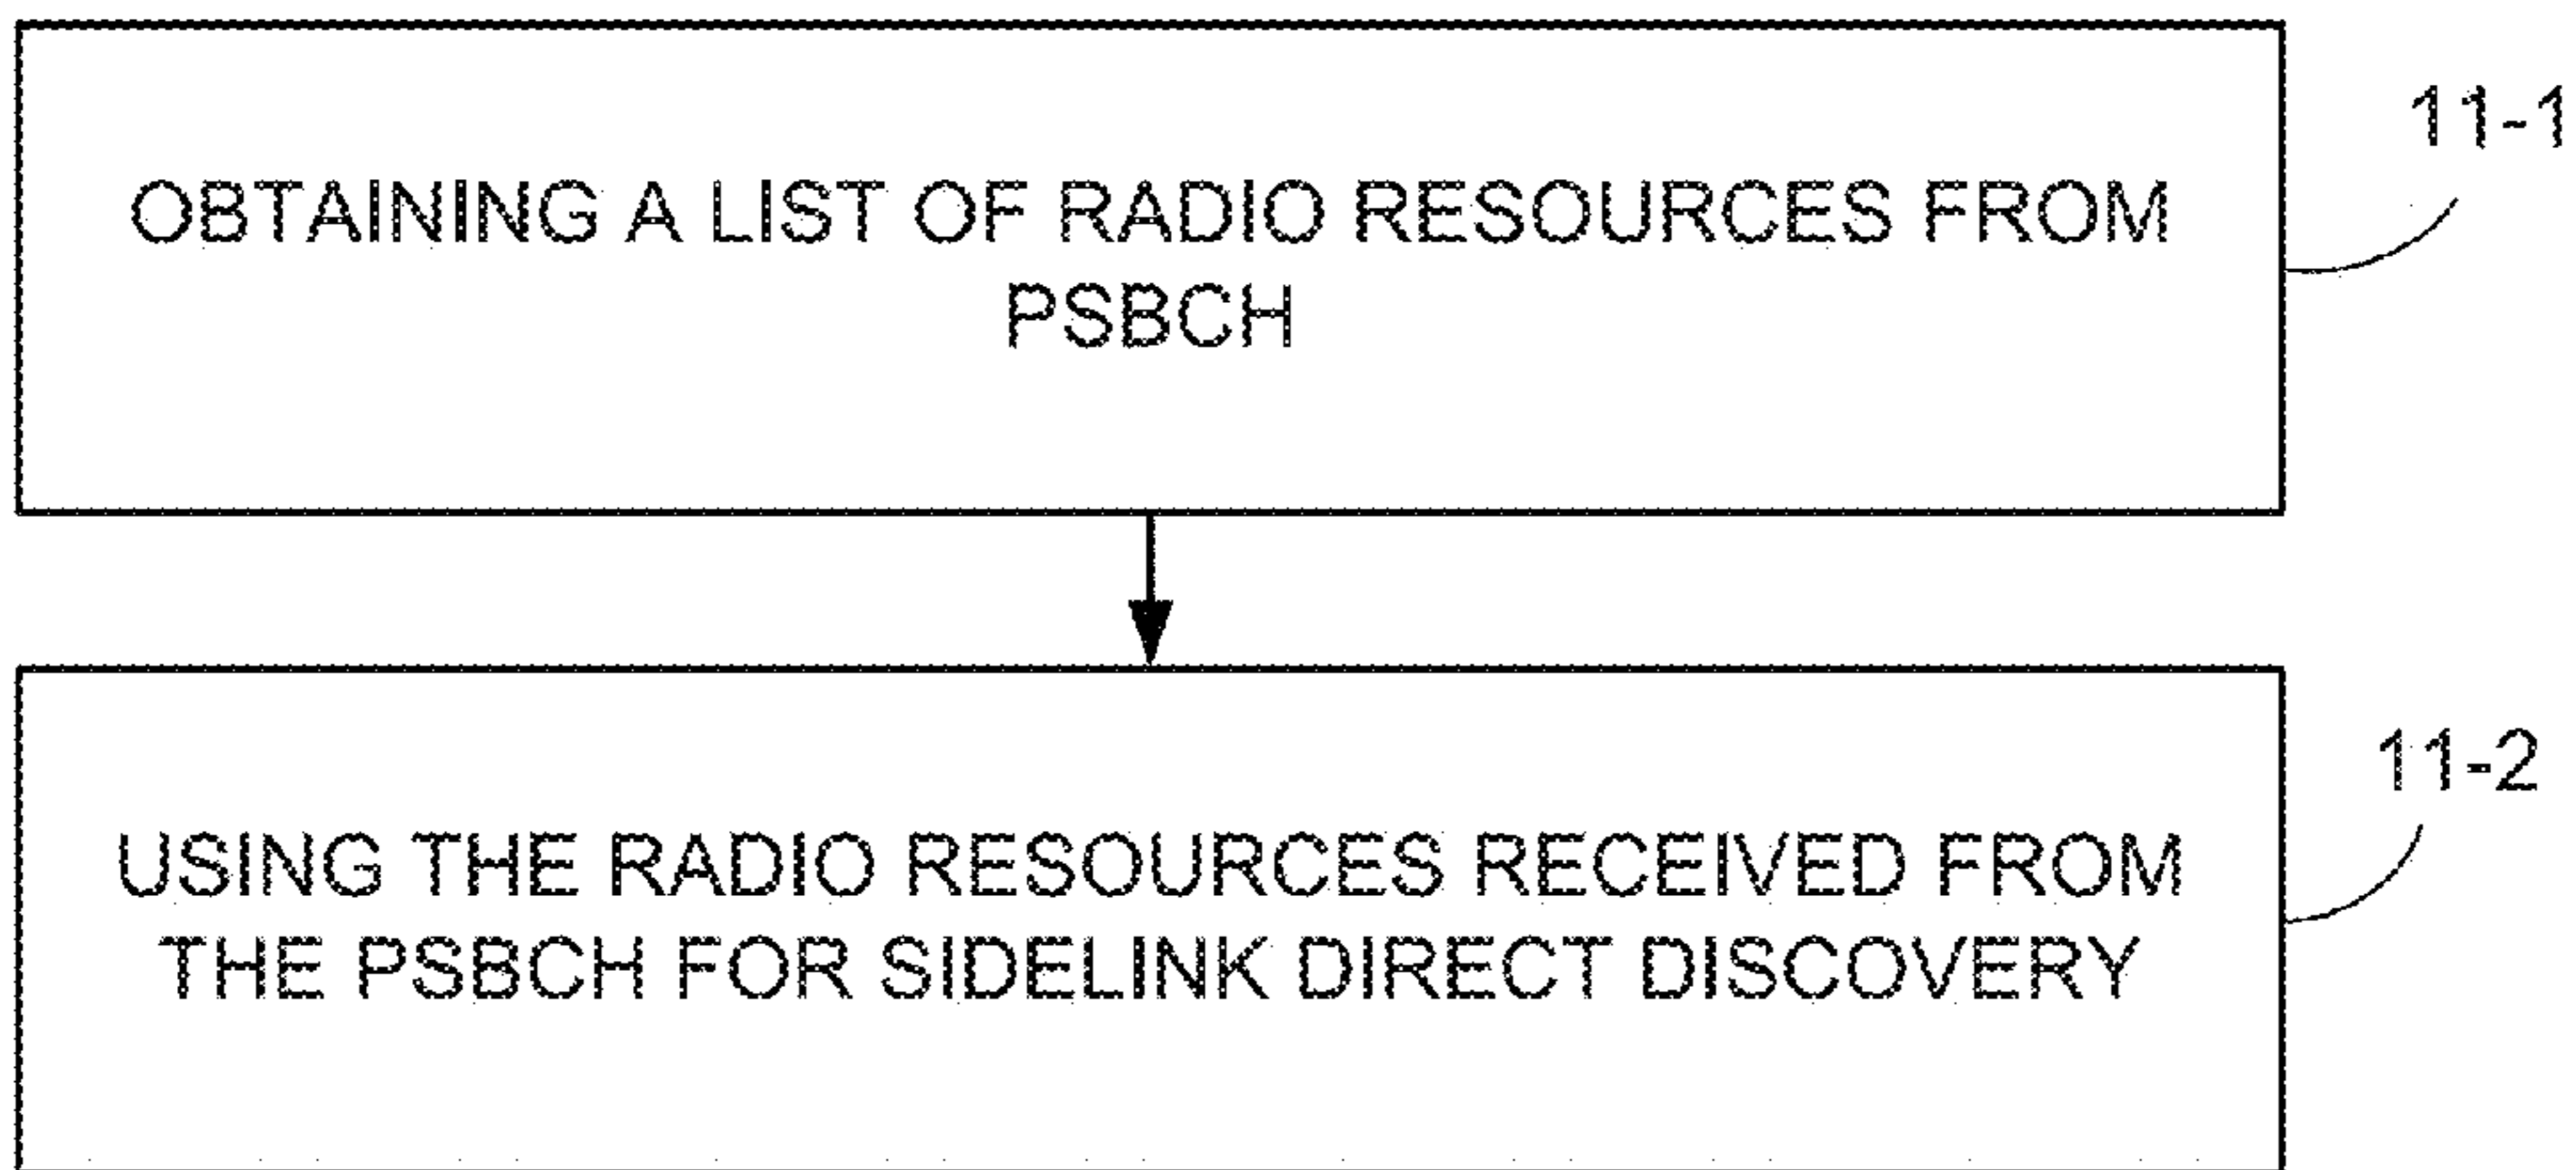 OBTAINING A LIST OF RADIO RESOURCES FROM
PSBCH
11-1
USING THE RADIO RESOURCES RECEIVED FROM
THE PSBCH FOR SIDELINK DIRECT DISCOVERY
11-2